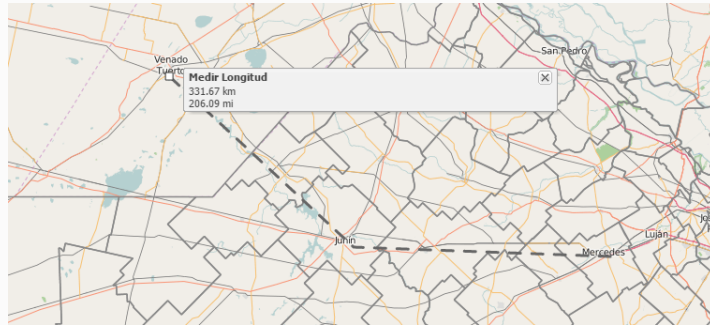 San Pedro
Venado
Tuerto
Medir Longitud
331.67 km
206.09 mi
Junín
Luján
Mercedes